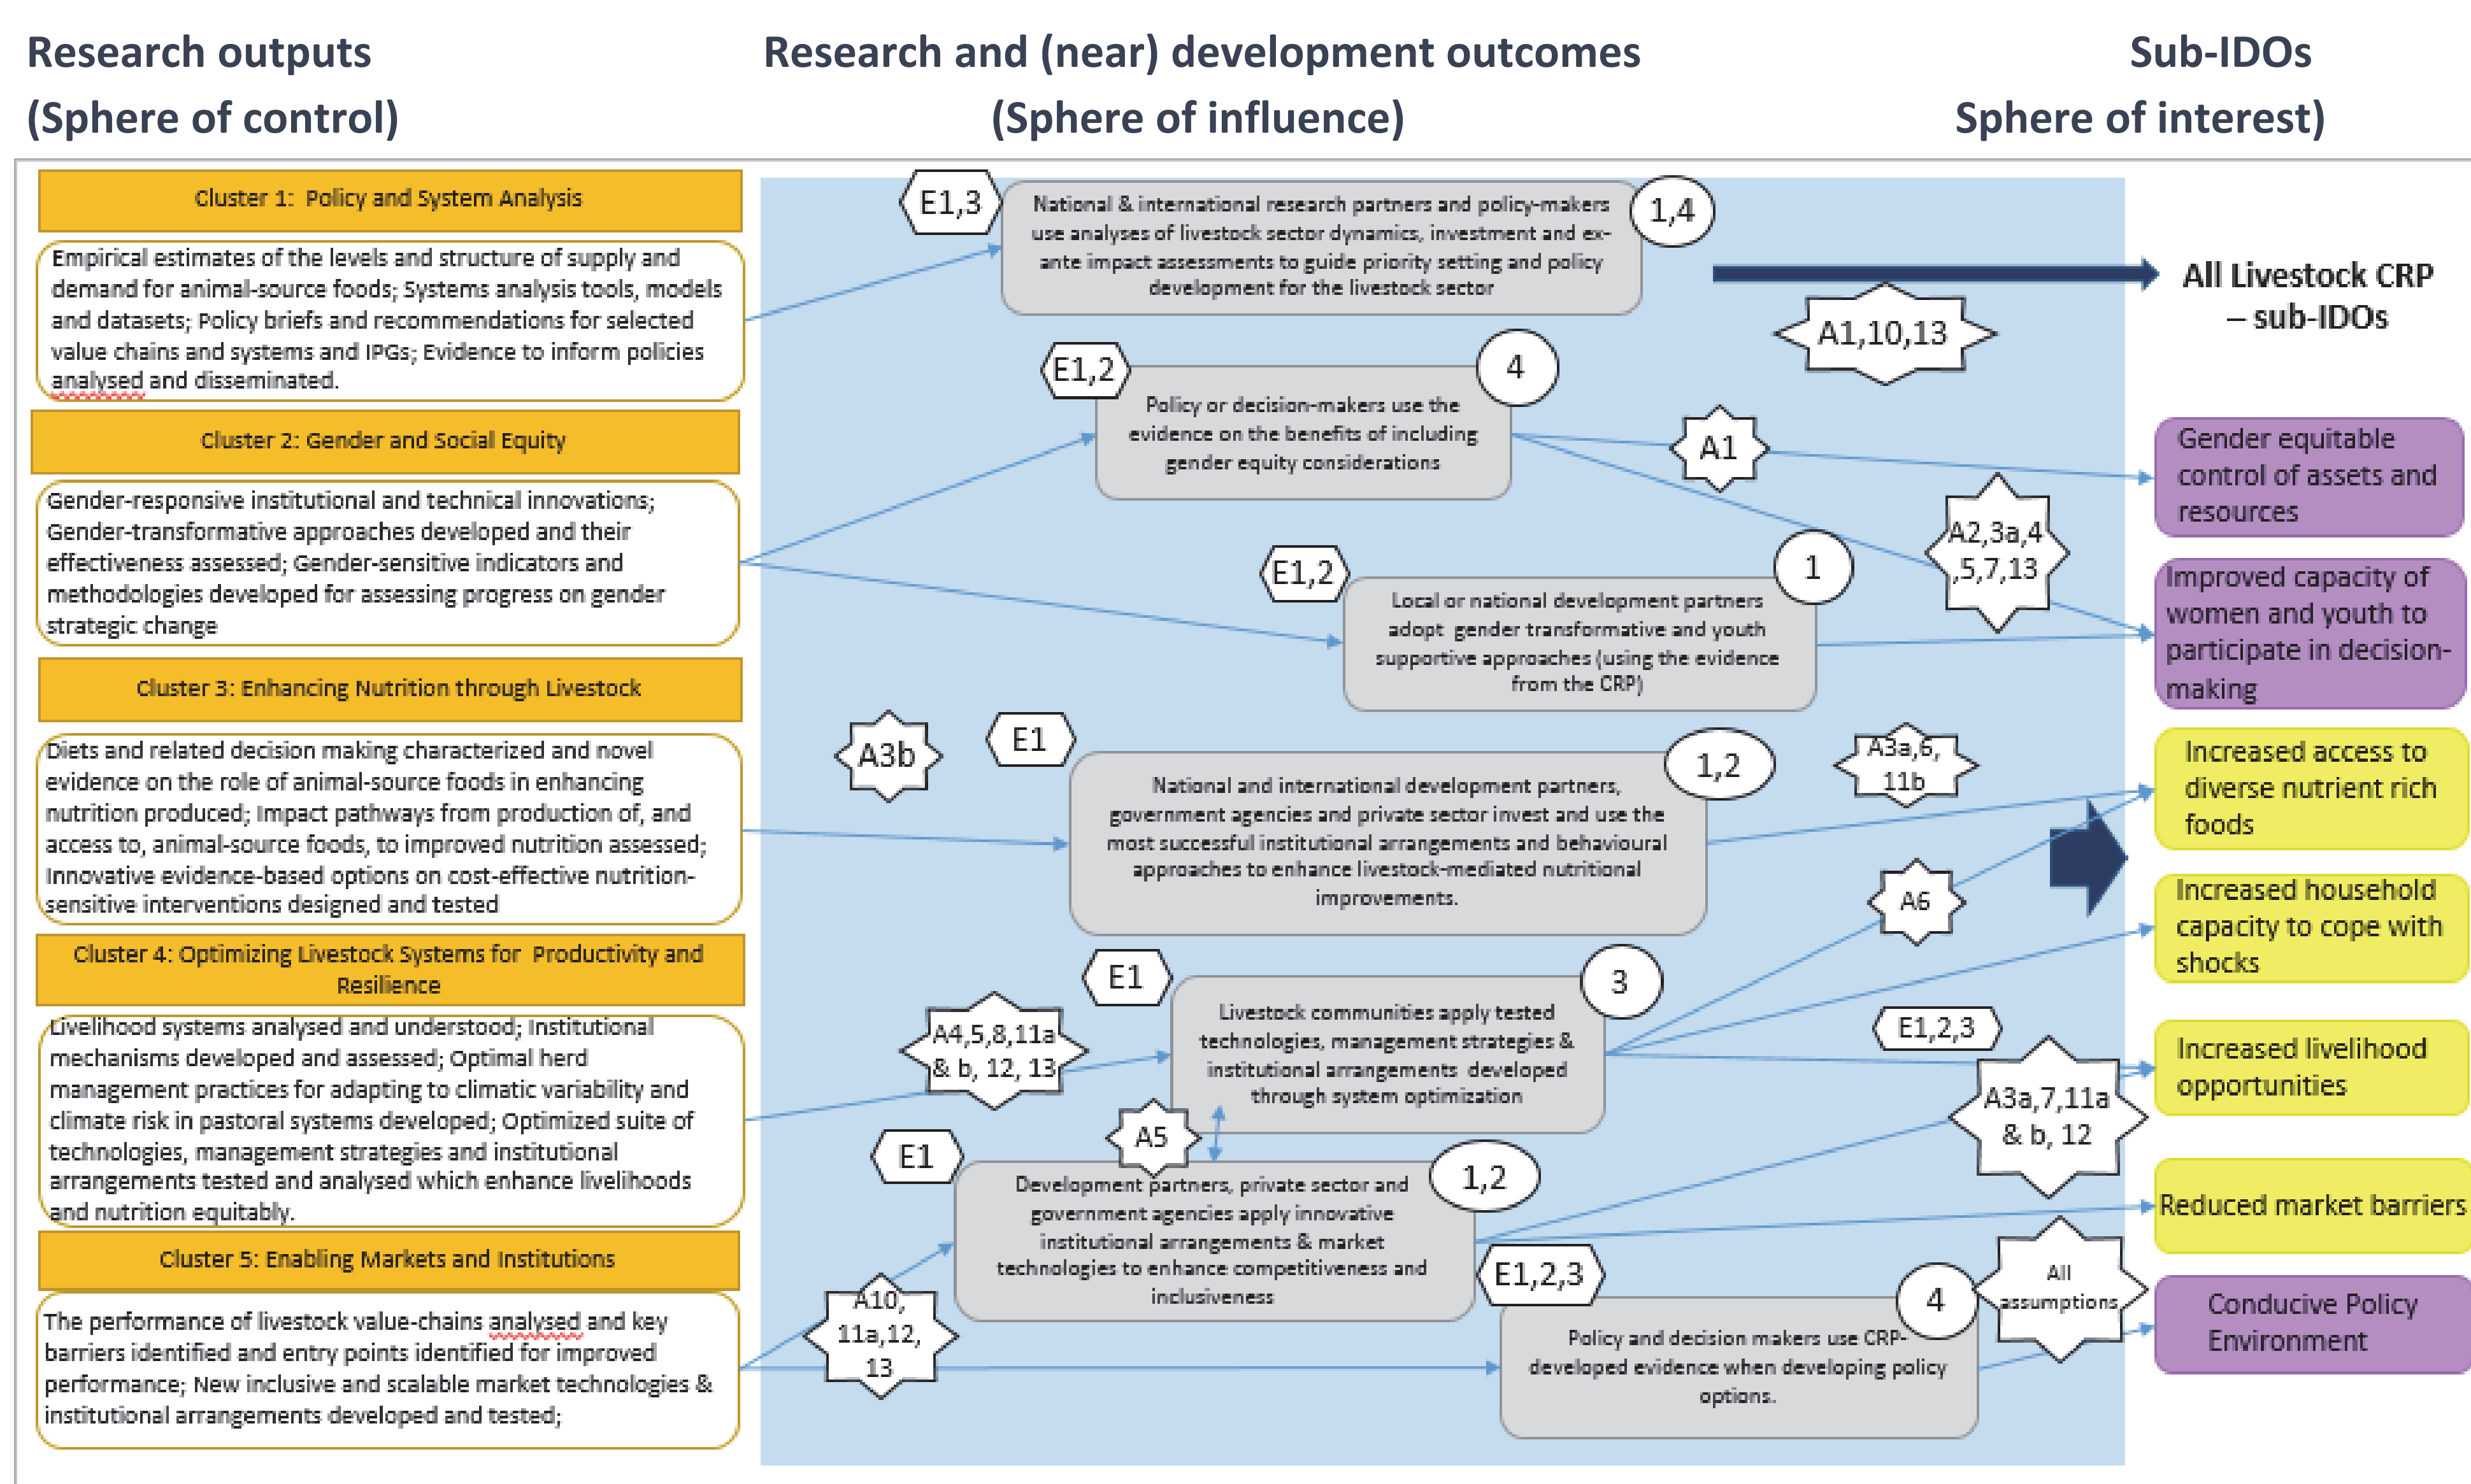 Research outputs
(Sphere of control)
Research and (near) development outcomes
(Sphere of influence)
Sub-IDOs
Sphere of interest)
Cluster 1:  Policy and System Analysis
Empirical estimates of the levels and structure of supply and
demand for animal-source foods; Systems analysis tools, models
and datasets; Policy briefs and recommendations for selected
value chains and systems and IPGs; Evidence to inform policies
analysed and disseminated.
Cluster 2: Gender and Social Equity
Gender-responsive institutional and technical innovations;
Gender-transformative approaches developed and their
effectiveness assessed; Gender-sensitive indicators and
methodologies developed for assessing progress on gender
strategic change
Cluster 3: Enhancing Nutrition through Livestock
Diets and related decision making characterized and novel
evidence on the role of animal-source foods in enhancing
nutrition produced; Impact pathways from production of, and
access to, animal-source foods, to improved nutrition assessed;
Innovative evidence-based options on cost-effective nutrition-
sensitive interventions designed and tested
Cluster 4: Optimizing Livestock Systems for  Productivity and
Resilience
Livelihood systems analysed and understood; Institutional
mechanisms developed and assessed; Optimal herd
management practices for adapting to climatic variability and
climate risk in pastoral systems developed; Optimized suite of
technologies, management strategies and institutional
arrangements tested and analysed which enhance livelihoods
and nutrition equitably.
Cluster 5: Enabling Markets and Institutions
The performance of livestock value-chains analysed and key
barriers identified and entry points identified for improved
performance; New inclusive and scalable market technologies &
institutional arrangements developed and tested;
E1,3
National & international research partners and policy-makers
use analyses of livestock sector dynamics, investment and ex-
ante impact assessments to guide priority setting and policy
development for the livestock sector
1,4
A1,10,13
E1,2
Policy or decision-makers use the
evidence on the benefits of including
gender equity considerations
4
A1
A2,3a,4
,5,7,13
E1,2
Local or national development partners
adopt  gender transformative and youth
supportive approaches (using the evidence
from the CRP)
1
A3b
E1
National and international development partners,
government agencies and private sector invest and use the
most successful institutional arrangements and behavioural
approaches to enhance livestock-mediated nutritional
improvements.
1,2
A3a,6,
11b
A6
E1
A4,5,8,11a
& b, 12, 13
Livestock communities apply tested
technologies, management strategies &
institutional arrangements  developed
through system optimization
3
E1,2,3
A3a,7,11a
& b, 12
A5
E1
Development partners, private sector and
government agencies apply innovative
institutional arrangements & market
technologies to enhance competitiveness and
inclusiveness
1,2
A10,
11a,12,
13
E1,2,3
Policy and decision makers use CRP-
developed evidence when developing policy
options.
4
All
assumptions
All Livestock CRP
– sub-IDOs
Gender equitable
control of assets and
resources
Improved capacity of
women and youth to
participate in decision-
making
Increased access to
diverse nutrient rich
foods
Increased household
capacity to cope with
shocks
Increased livelihood
opportunities
Reduced market barriers
Conducive Policy
Environment